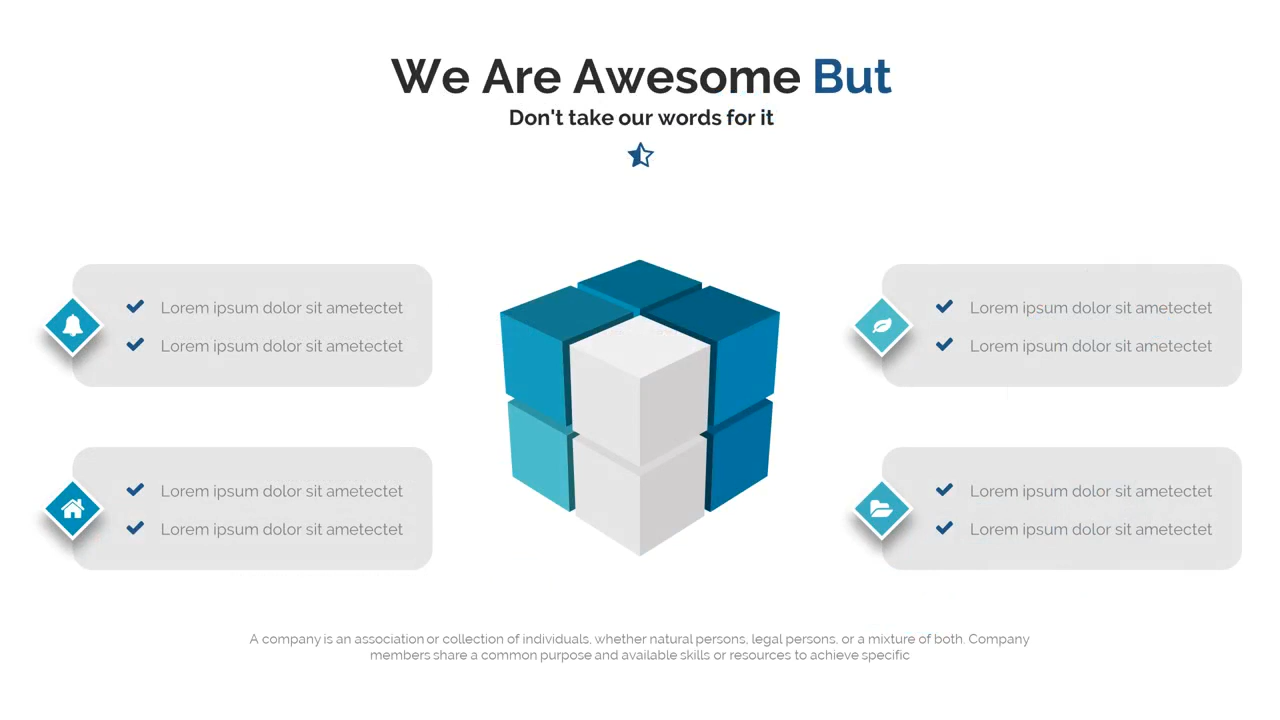 We Are Awesome But
Don't take our words for it
Lorem ipsum dolor sit ametectet
Lorem ipsum dolor sit ametectet
Lorem ipsum dolor sit ametectet
Lorem ipsum dolor sit ametectet
Lorem ipsum dolor sit ametectet
Lorem ipsum dolor sit ametectet
Lorem ipsum dolor sit ametectet
Lorem ipsum dolor sit ametectet
A company is an association or collection of individuals, whether natural persons, legal persons, or a mixture of both. Company
members share a common purpose and available skills or resources to achieve specific